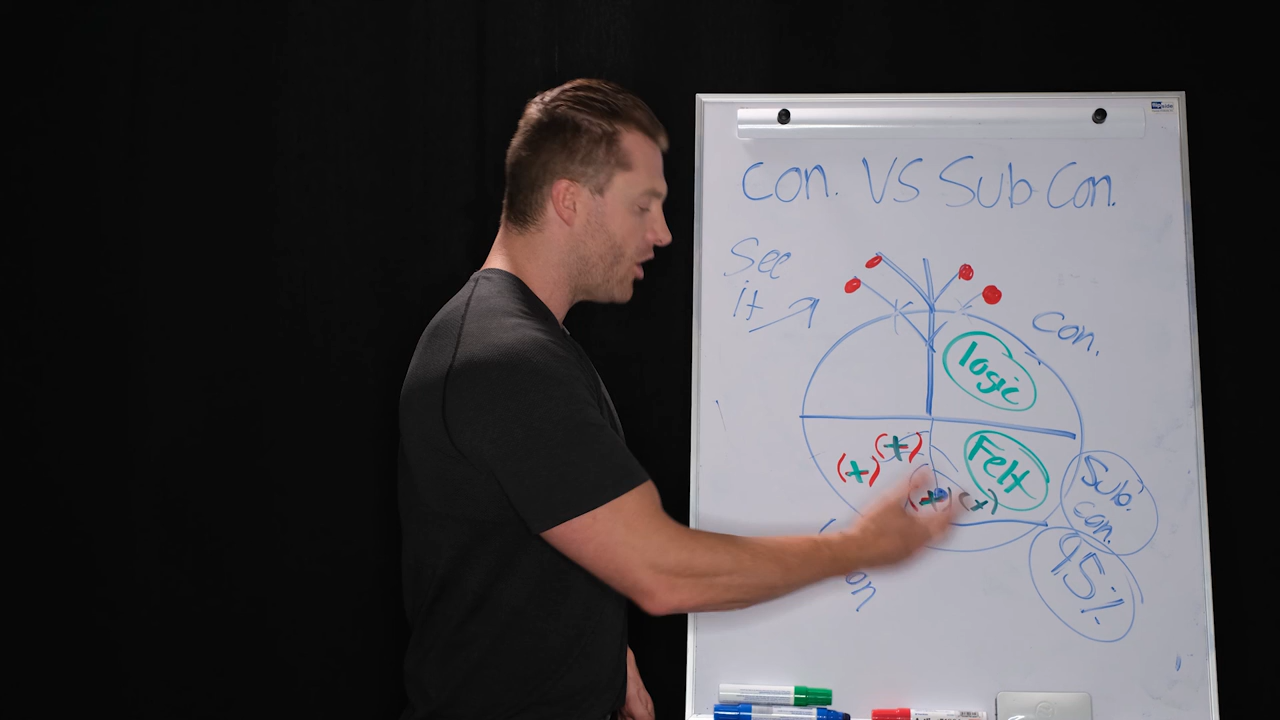 Con. VS Sub Con.
See
it
Con.
logic
Felt
Sub.
con.
95%